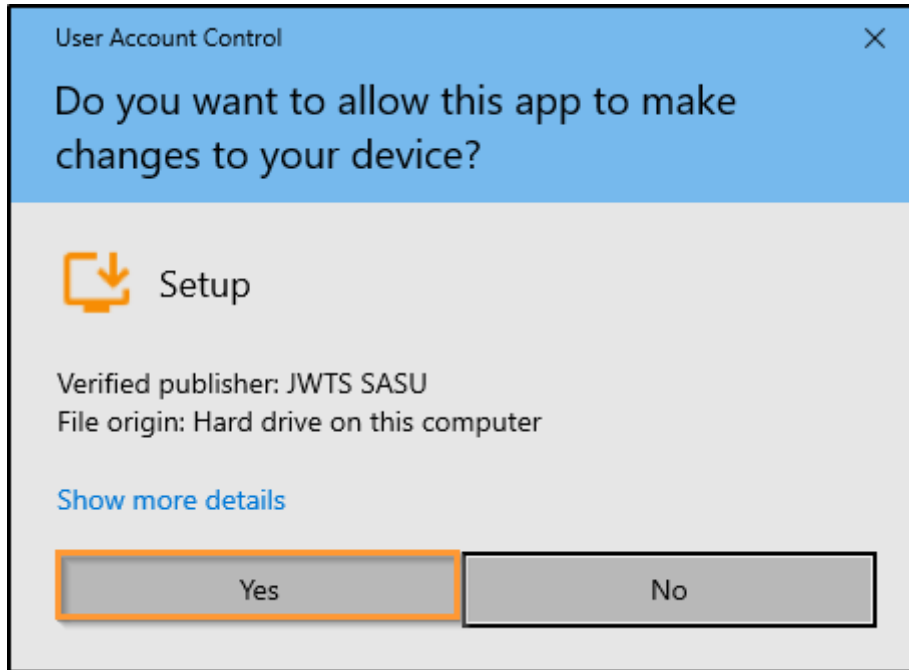 User Account Control
Do you want to allow this app to make
changes to your device?
Setup
Verified publisher: JWTS SASU
File origin: Hard drive on this computer
Show more details
Yes
No